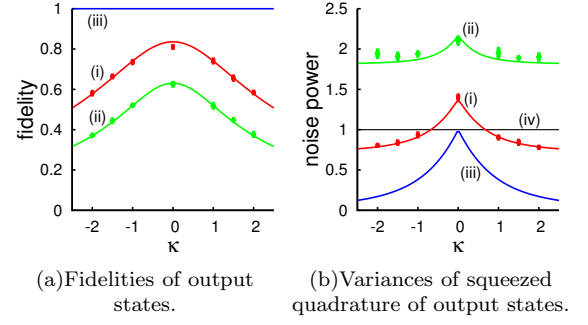 1
0.8
0.6
0.4
0.2
0
fidelity
(iii)
(i)
(ii)
-2 -1 0 1 2
κ
2.5
2
1.5
1
0.5
0
noise power
(ii)
(i)
(iv)
(iii)
-2 -1 0 1 2
κ
(a)Fidelities of output
states.
(b)Variances of squeezed
quadrature of output states.